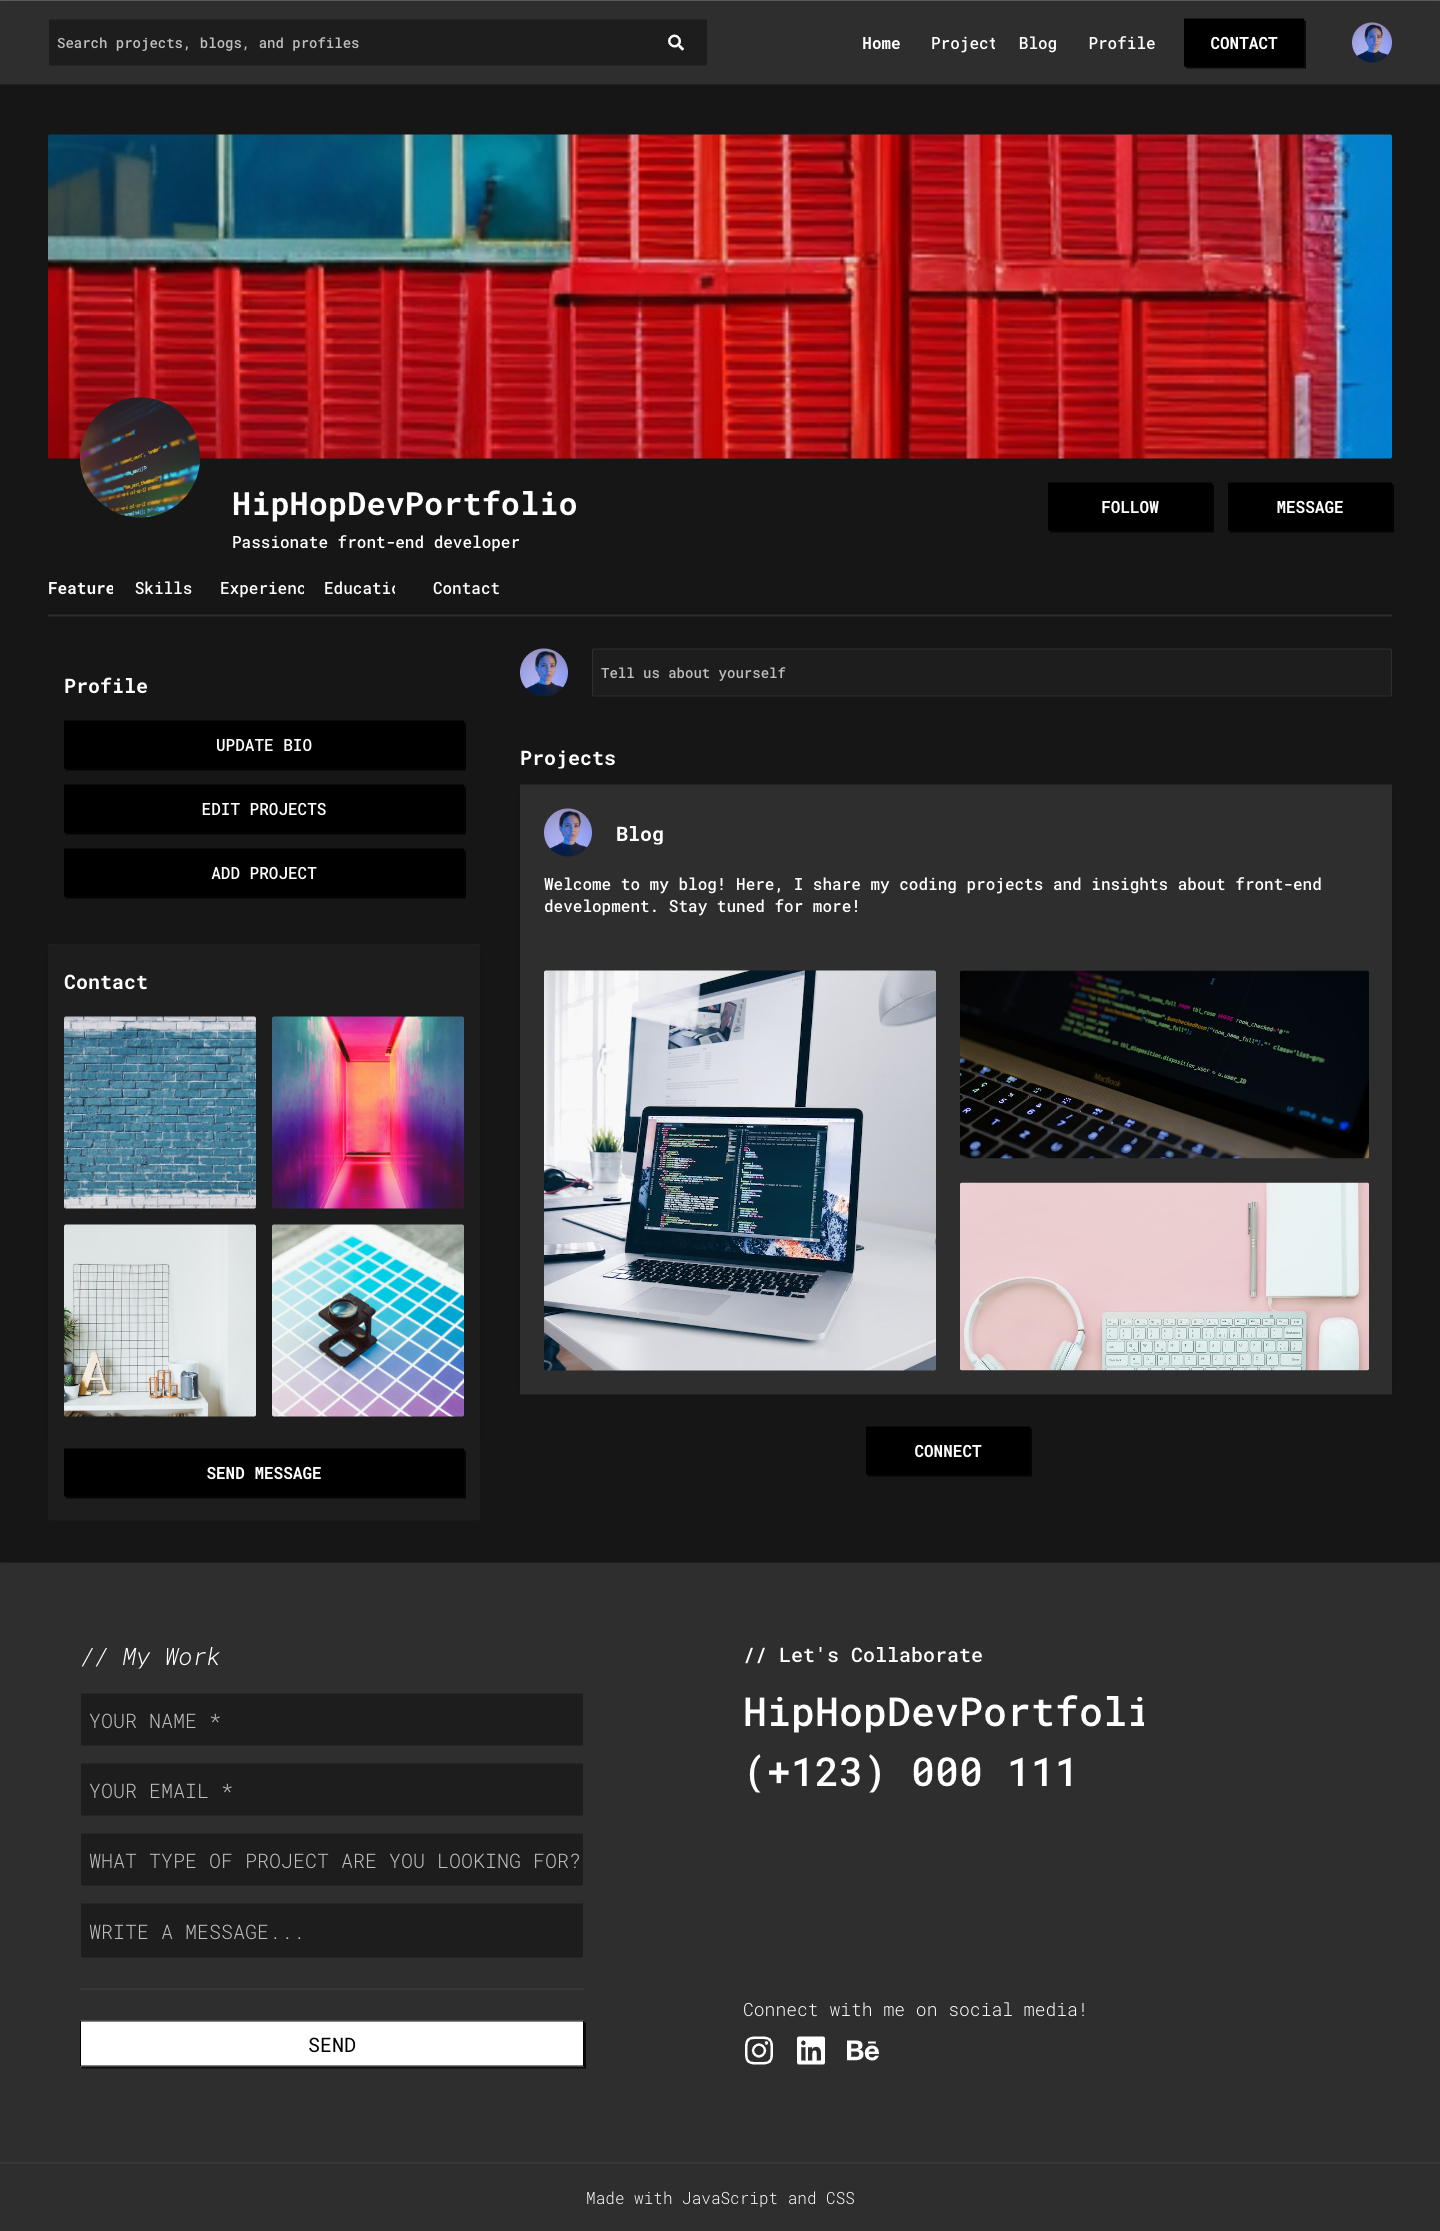 Search projects, blogs, and profiles
Home Project Blog Profile CONTACT
HipHopDevPortfolio
FOLLOW MESSAGE
Passionate front-end developer
Feature Skills Experienc Educatic Contact
Profile
Tell us about yourself
UPDATE BIO
EDIT PROJECTS
ADD PROJECT
Projects
Blog
Welcome to my blog! Here, I share my coding projects and insights about front-end
development. Stay tuned for more!
Contact
MacBook
SEND MESSAGE
CONNECT
// My Work
YOUR NAME *
YOUR EMAIL *
WHAT TYPE OF PROJECT ARE YOU LOOKING FOR?
WRITE A MESSAGE...
SEND
// Let's Collaborate
HipHopDevPortfoli
(+123) 000 111
Connect with me on social media!
in
Bē
Made with JavaScript and CSS